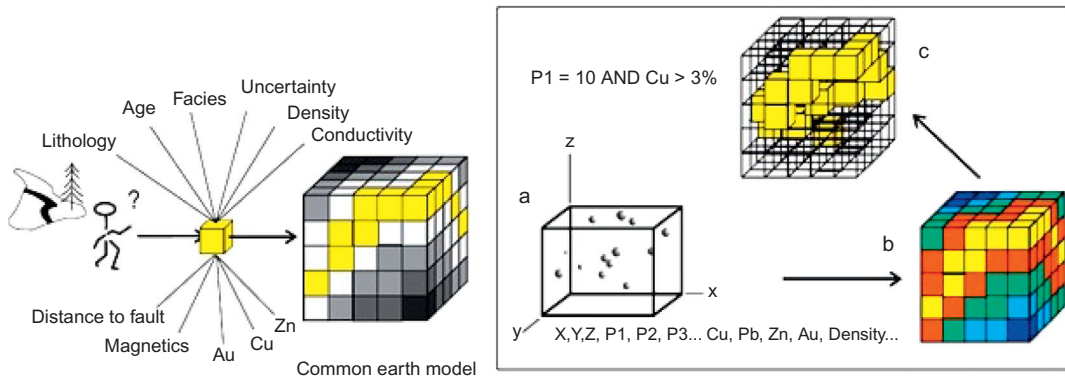 Uncertainty
Facies
Age
Density
Conductivity
Lithology
?
Distance to fault
Magnetics
Au
Cu
Zn
Common earth model
P1 = 10 AND Cu > 3%
c
z
a
b
x
y
X,Y,Z, P1, P2, P3... Cu, Pb, Zn, Au, Density...